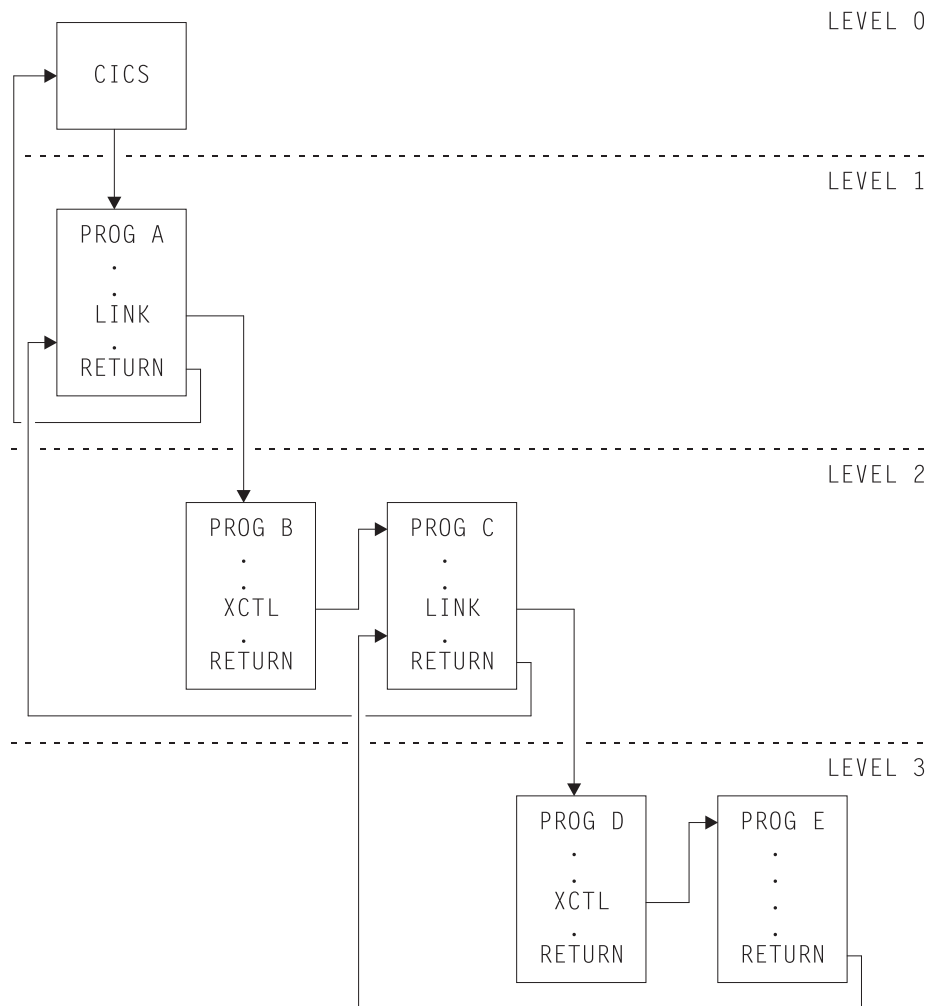 LEVEL 0
CICS
LEVEL 1
PROG A
.
.
LINK
.
RETURN
LEVEL 2
PROG B
.
.
XCTL
.
RETURN
PROG C
.
.
LINK
.
RETURN
LEVEL 3
PROG D
.
.
XCTL
.
RETURN
PROG E
.
.
.
.
RETURN